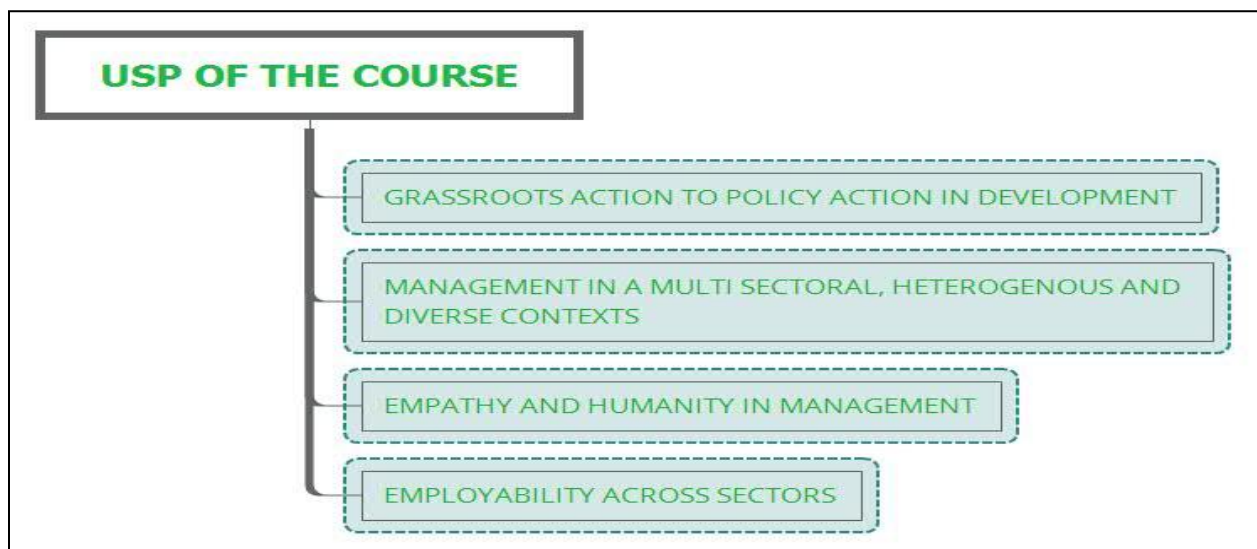 USP OF THE COURSE
GRASSROOTS ACTION TO POLICY ACTION IN DEVELOPMENT
MANAGEMENT IN A MULTI SECTORAL, HETEROGENOUS AND
DIVERSE CONTEXTS
EMPATHY AND HUMANITY IN MANAGEMENT
EMPLOYABILITY ACROSS SECTORS